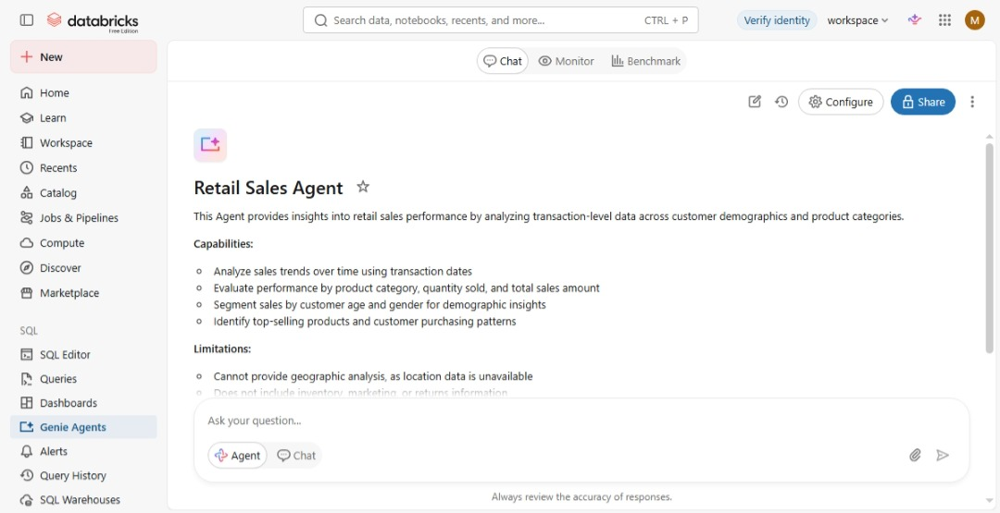 databricks
Free Edition
Search data, notebooks, recents, and more...
CTRL + P
Verify identity
workspace
M
New
Home
Learn
Workspace
Recents
Catalog
Jobs & Pipelines
Compute
Discover
Marketplace
SQL
SQL Editor
Queries
Dashboards
Genie Agents
Alerts
Query History
SQL Warehouses
Chat
Monitor
Benchmark
Configure
Share
Retail Sales Agent
This Agent provides insights into retail sales performance by analyzing transaction-level data across customer demographics and product categories.
Capabilities:
Analyze sales trends over time using transaction dates
Evaluate performance by product category, quantity sold, and total sales amount
Segment sales by customer age and gender for demographic insights
Identify top-selling products and customer purchasing patterns
Limitations:
Cannot provide geographic analysis, as location data is unavailable
Does not include inventory, marketing, or returns information
Ask your question...
Agent
Chat
Always review the accuracy of responses.